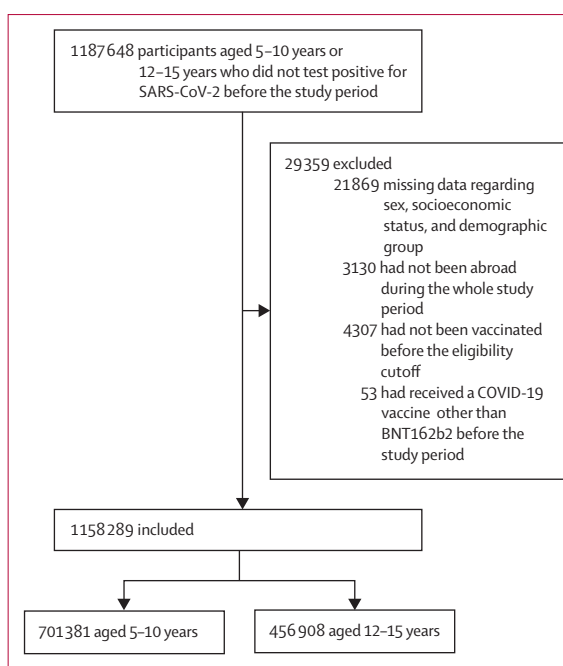 1187648 participants aged 5–10 years or
12–15 years who did not test positive for
SARS-CoV-2 before the study period
29359 excluded
21869 missing data regarding
sex, socioeconomic
status, and demographic
group
3130 had not been abroad
during the whole study
period
4307 had not been vaccinated
before the eligibility
cutoff
53 had received a COVID-19
vaccine other than
BNT162b2 before the
study period
1158289 included
701381 aged 5–10 years
456908 aged 12–15 years